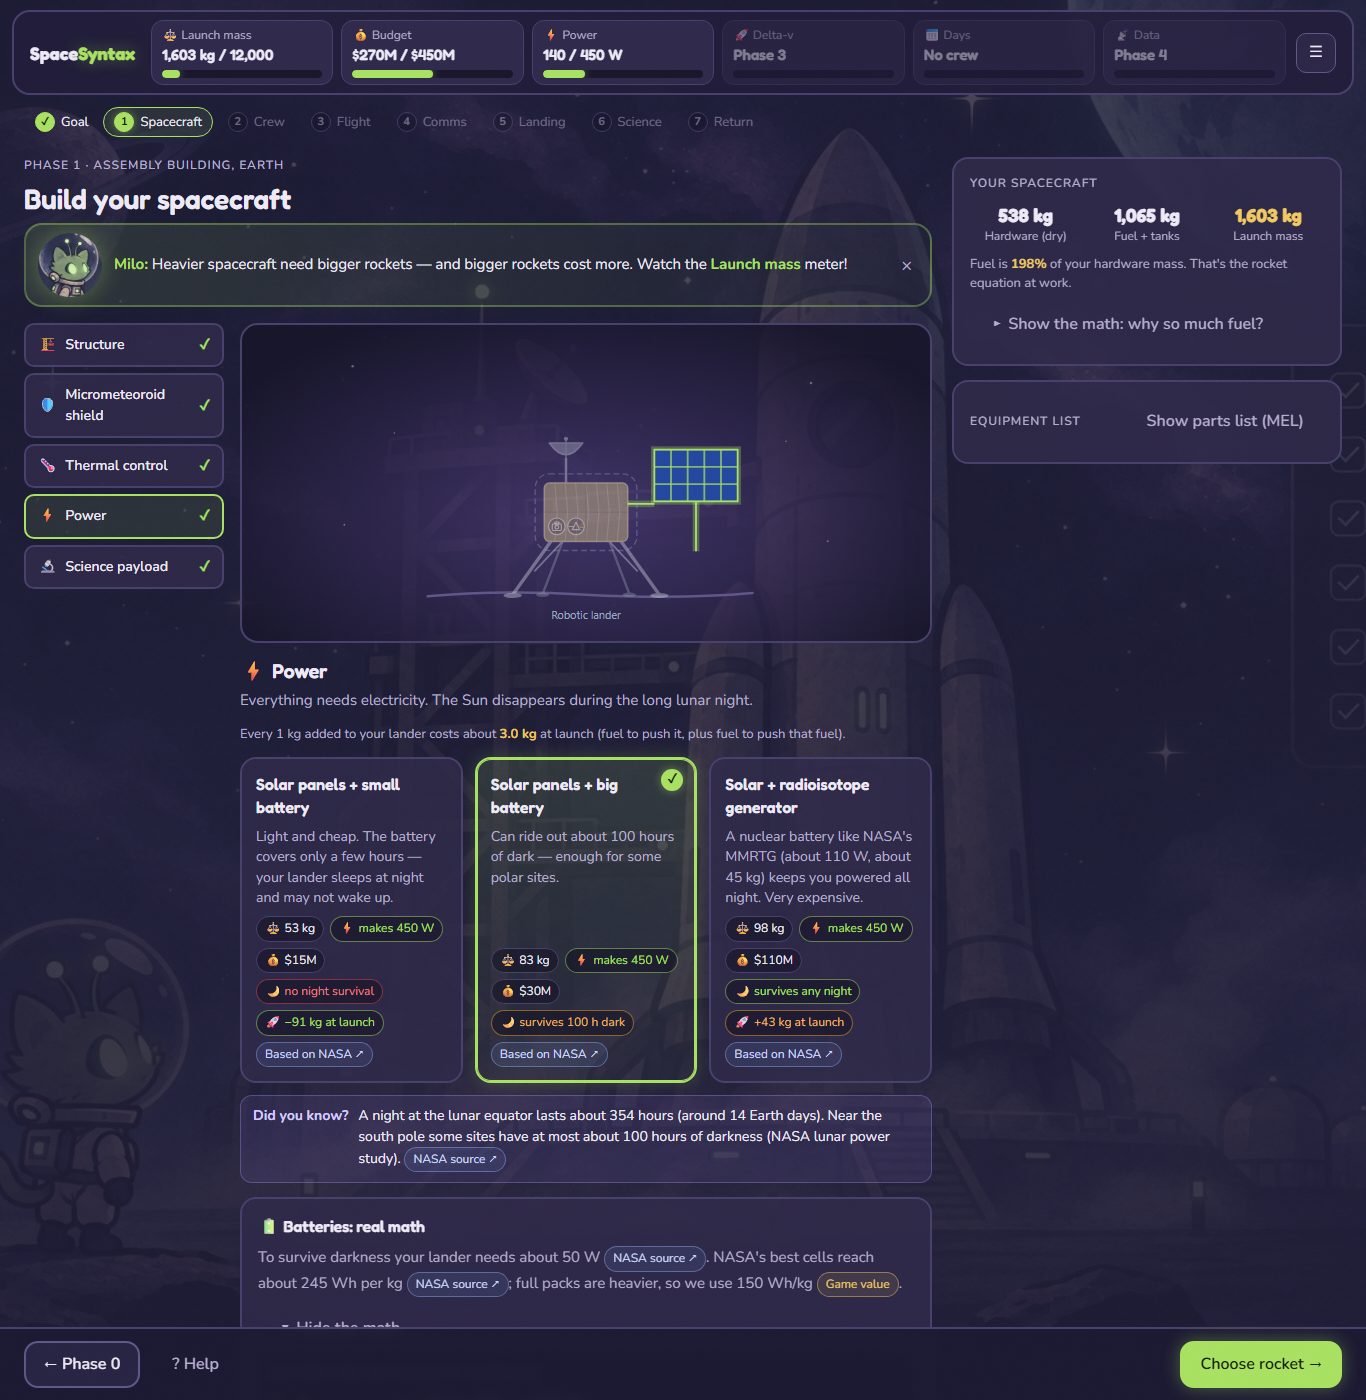 SpaceSyntax
Launch mass
1,603 kg / 12,000
Budget
$270M / $450M
Power
140 / 450 W
Delta-v
Phase 3
Days
No crew
Data
Phase 4
Goal
1 Spacecraft
2 Crew
3 Flight
4 Comms
5 Landing
6 Science
7 Return
PHASE 1 · ASSEMBLY BUILDING, EARTH
Build your spacecraft
Milo: Heavier spacecraft need bigger rockets — and bigger rockets cost more. Watch the Launch mass meter!
Structure
Micrometeoroid
shield
Thermal control
Power
Science payload
Robotic lander
Power
Everything needs electricity. The Sun disappears during the long lunar night.
Every 1 kg added to your lander costs about 3.0 kg at launch (fuel to push it, plus fuel to push that fuel).
Solar panels + small
battery
Light and cheap. The battery
covers only a few hours —
your lander sleeps at night
and may not wake up.
53 kg
makes 450 W
$15M
no night survival
−91 kg at launch
Based on NASA ↗
Solar panels + big
battery
Can ride out about 100 hours
of dark — enough for some
polar sites.
83 kg
makes 450 W
$30M
survives 100 h dark
Based on NASA ↗
Solar + radioisotope
generator
A nuclear battery like NASA's
MMRTG (about 110 W, about
45 kg) keeps you powered all
night. Very expensive.
98 kg
makes 450 W
$110M
survives any night
+43 kg at launch
Based on NASA ↗
Did you know? A night at the lunar equator lasts about 354 hours (around 14 Earth days). Near the
south pole some sites have at most about 100 hours of darkness (NASA lunar power
study). NASA source ↗
Batteries: real math
To survive darkness your lander needs about 50 W NASA source ↗. NASA's best cells reach
about 245 Wh per kg NASA source ↗; full packs are heavier, so we use 150 Wh/kg Game value.
Hide the math
YOUR SPACECRAFT
538 kg
Hardware (dry)
1,065 kg
Fuel + tanks
1,603 kg
Launch mass
Fuel is 198% of your hardware mass. That's the rocket
equation at work.
Show the math: why so much fuel?
EQUIPMENT LIST
Show parts list (MEL)
← Phase 0
? Help
Choose rocket →